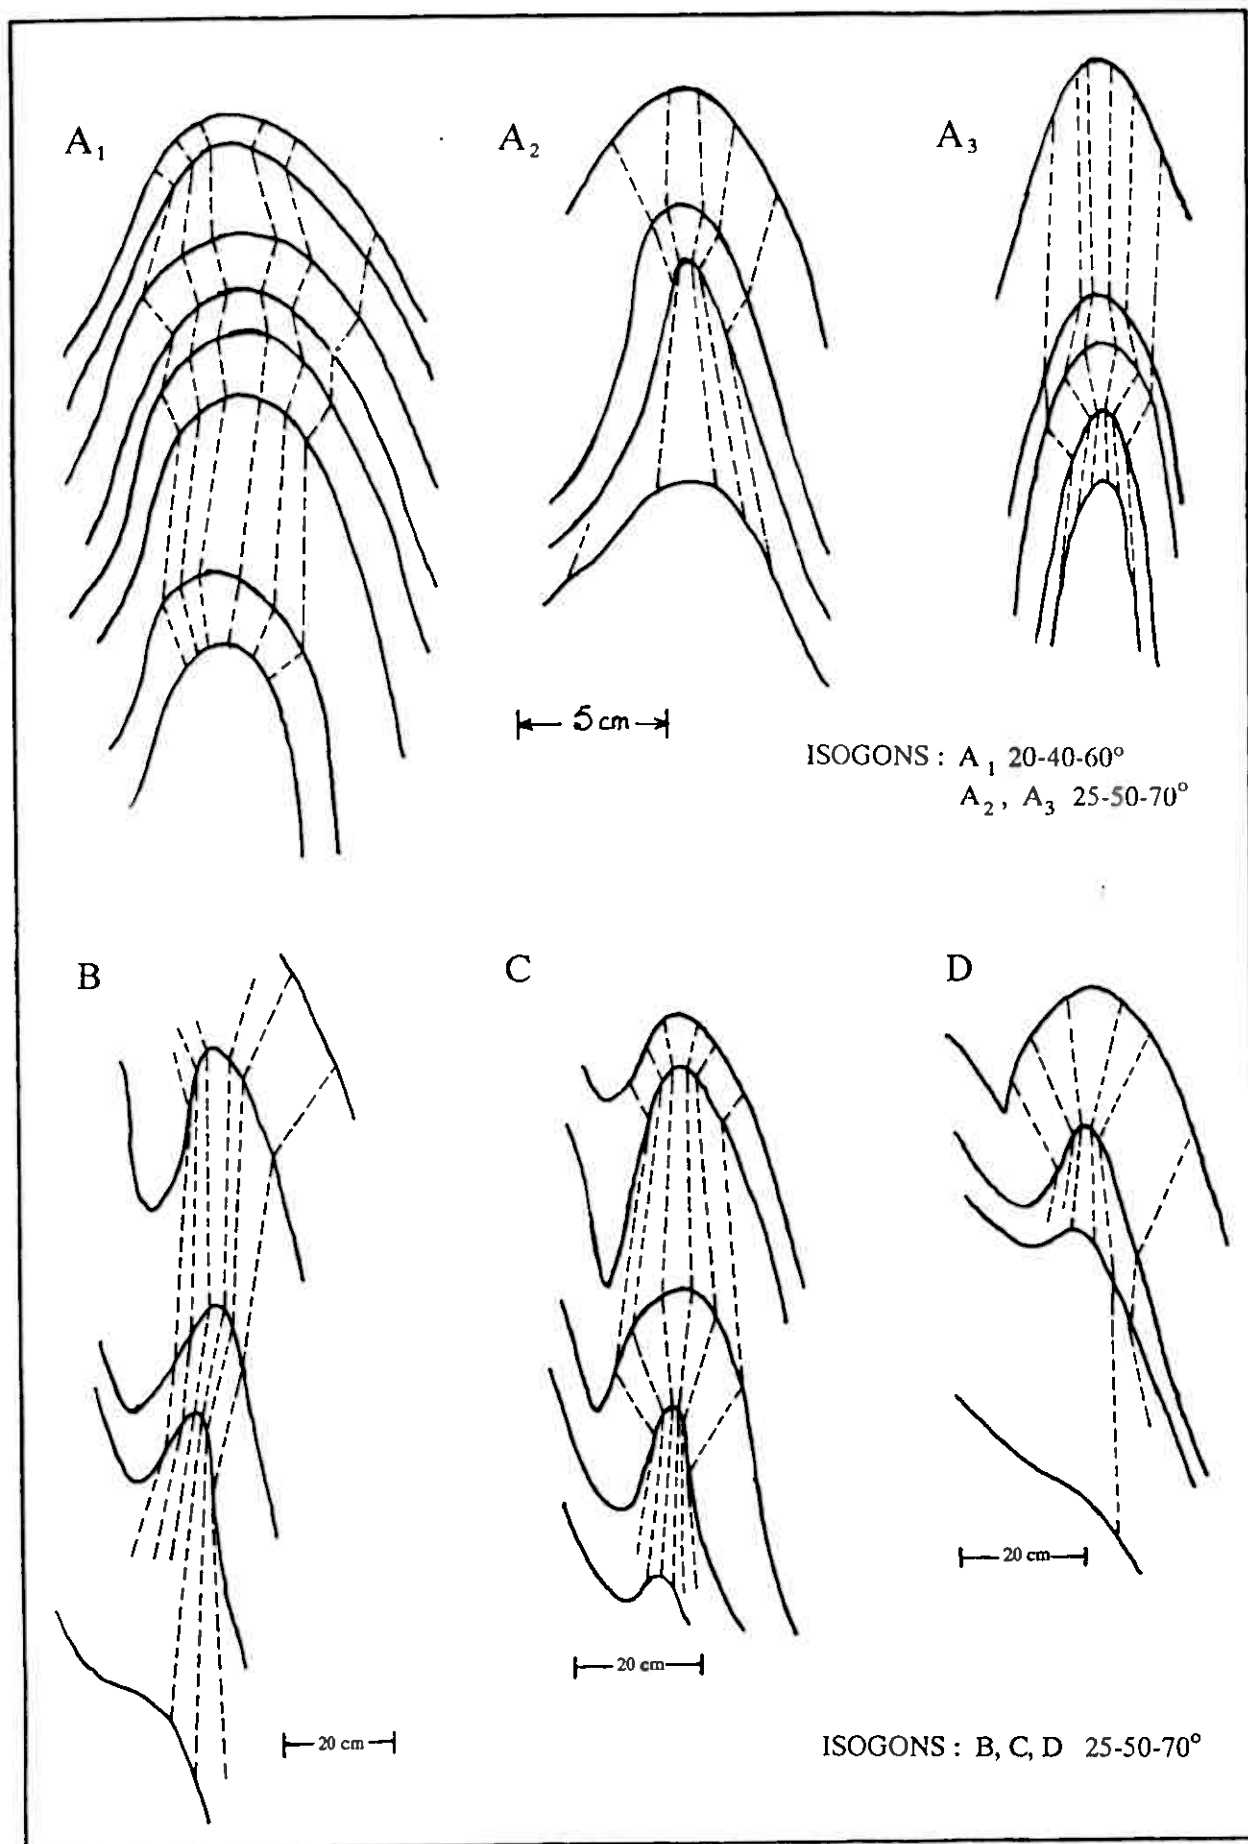 A₁
A₂
A₃
5 cm
ISOGONS : A₁ 20-40-60°
A₂ , A₃ 25-50-70°
B
C
D
20 cm
20 cm
20 cm
ISOGONS : B, C, D 25-50-70°